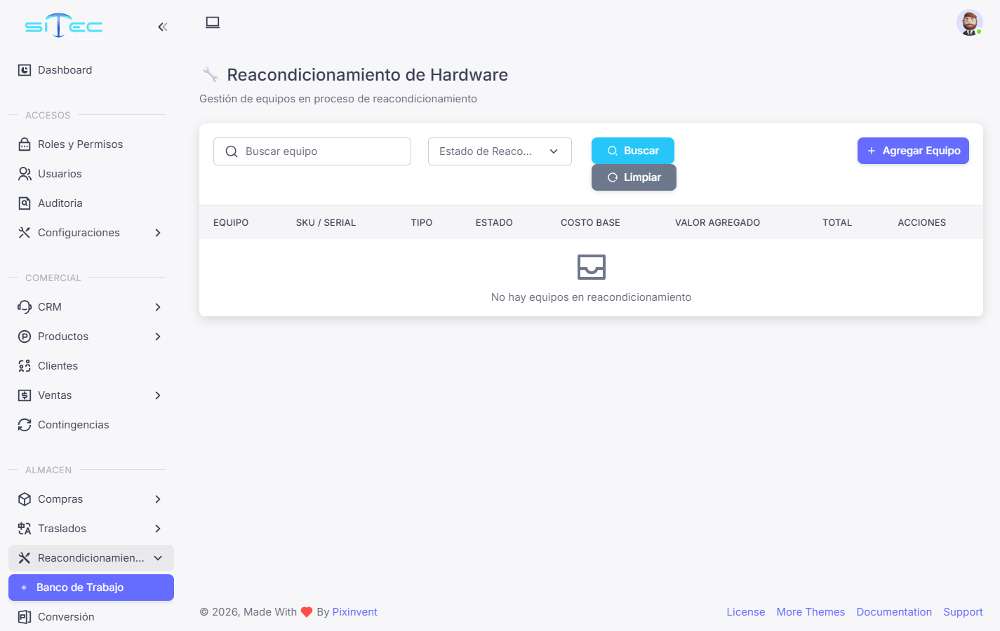 SITEC
Dashboard
ACCESOS
Roles y Permisos
Usuarios
Auditoria
Configuraciones
COMERCIAL
CRM
Productos
Clientes
Ventas
Contingencias
ALMACEN
Compras
Traslados
Reacondicionamien...
Banco de Trabajo
Conversión
Reacondicionamiento de Hardware
Gestión de equipos en proceso de reacondicionamiento
Buscar equipo
Estado de Reaco...
Buscar
Limpiar
Agregar Equipo
EQUIPO SKU / SERIAL TIPO ESTADO COSTO BASE VALOR AGREGADO TOTAL ACCIONES
No hay equipos en reacondicionamiento
© 2026, Made With ❤️ By Pixinvent
License More Themes Documentation Support